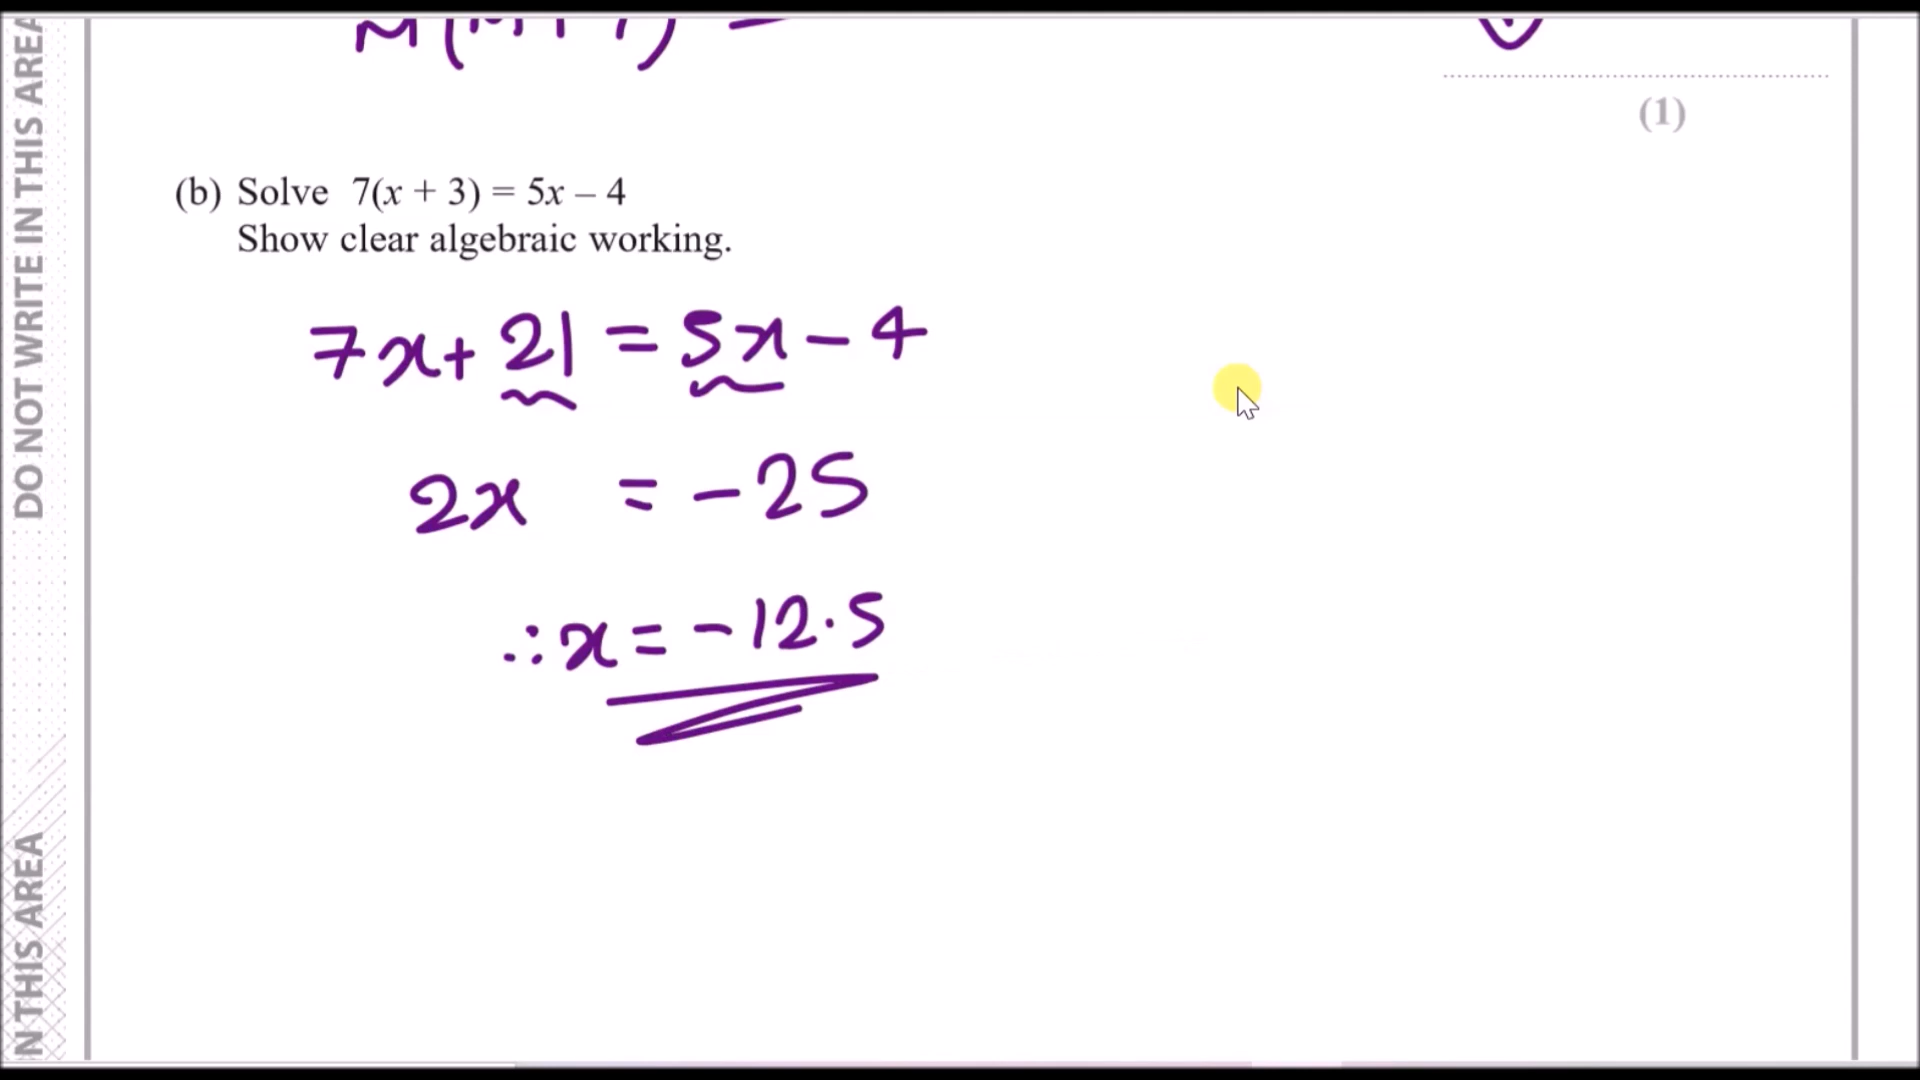 (1)
(b) Solve 7(x + 3) = 5x – 4
Show clear algebraic working.
7x + 21 = 5x - 4
2x = -25
∴ x = -12.5
DO NOT WRITE IN THIS AREA
N THIS AREA